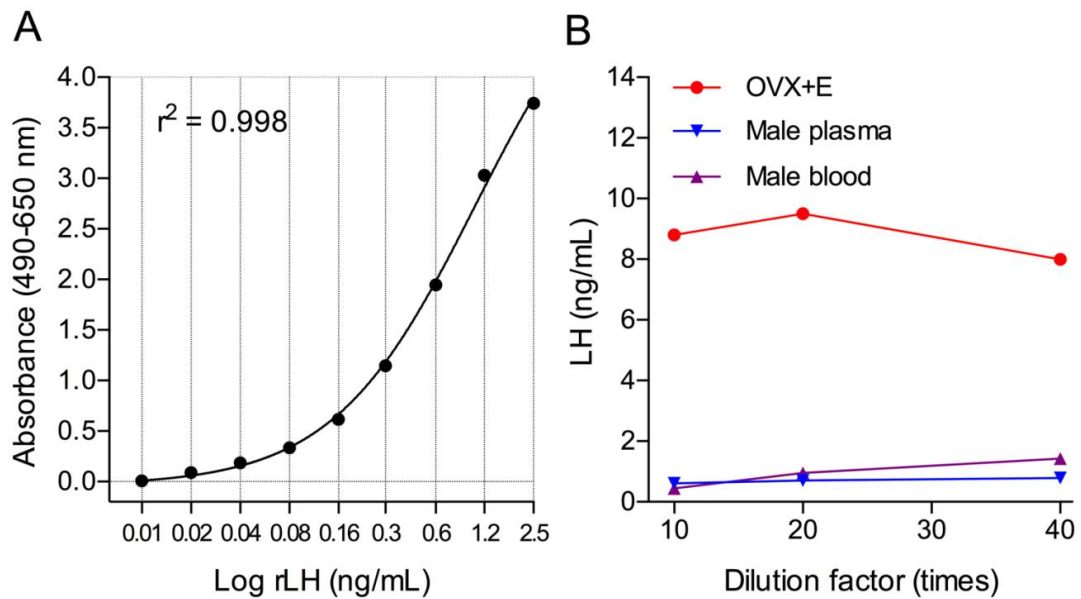 A
Absorbance (490-650 nm)
4.0
3.5
3.0
2.5
2.0
1.5
1.0
0.5
0.0
r² = 0.998
0.01 0.02 0.04 0.08 0.16 0.3 0.6 1.2 2.5
Log rLH (ng/mL)
B
LH (ng/mL)
14
12
10
8
6
4
2
0
OVX+E
Male plasma
Male blood
10 20 30 40
Dilution factor (times)